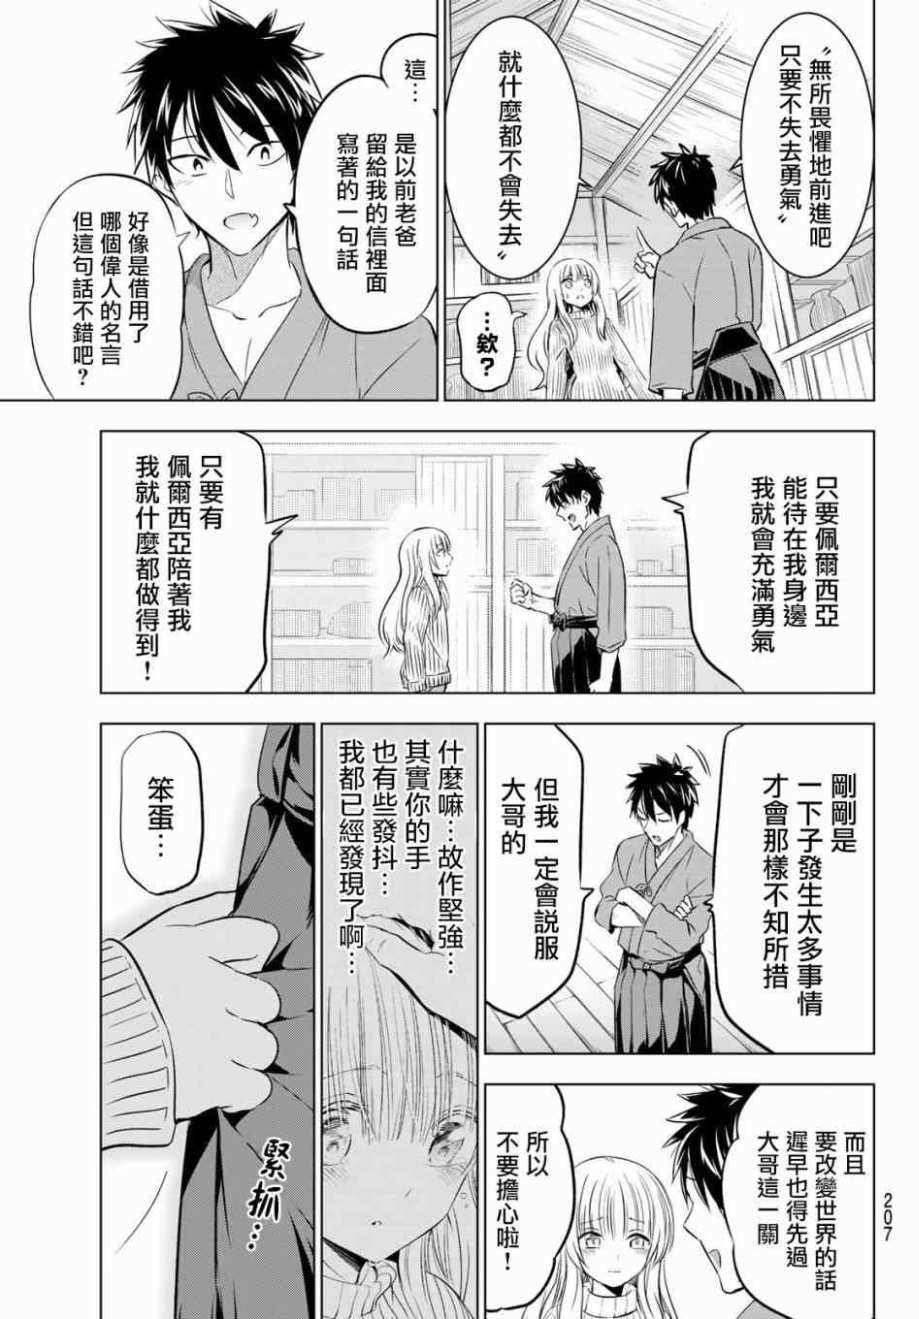 〝無所畏懼地前進吧
只要不失去勇氣〟
就什麼都不會失去〟
…欸？
這…
是以前老爸
留給我的信裡面
寫著的一句話
好像是借用了
哪個偉人的名言
但這句話不錯吧？
只要佩爾西亞
能待在我身邊
我就會充滿勇氣
只要有
佩爾西亞陪著我
我就什麼都做得到！
剛剛是
一下子發生太多事情
才會那樣不知所措
但我一定會説服
大哥的
而且
要改變世界的話
遲早也得先過
大哥這一關
所以
不要擔心啦！
什麼嘛…故作堅強…
其實你的手
也有些發抖…
我都已經發現了啊…
笨蛋…
緊抓…
207